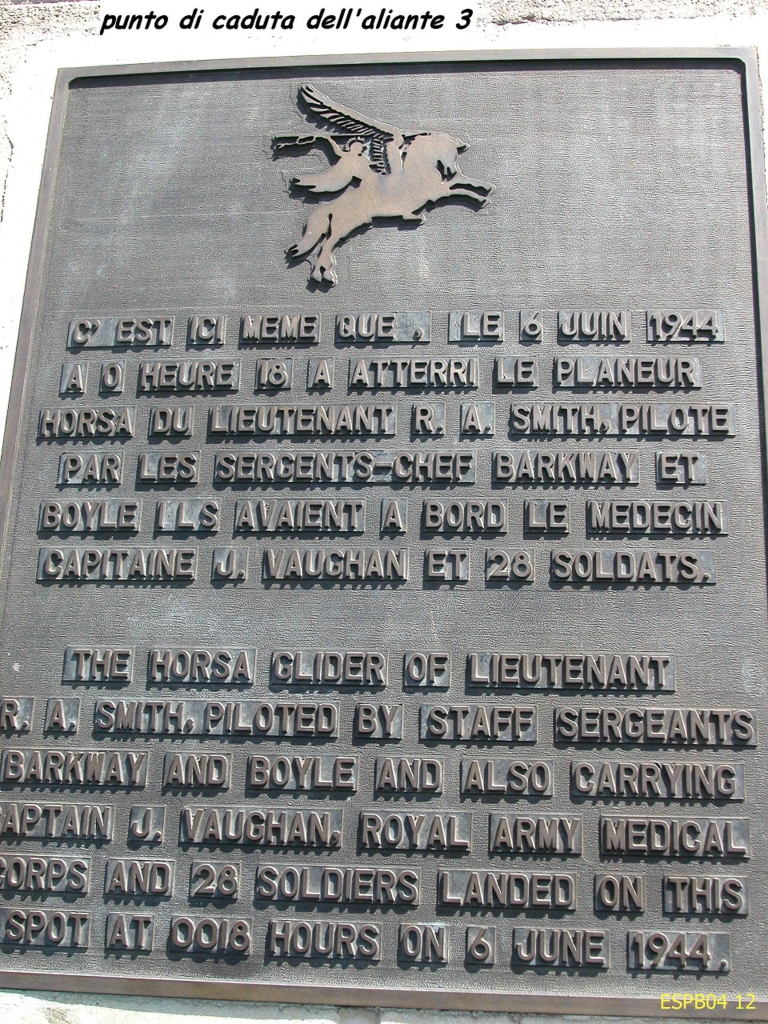 punto di caduta dell'aliante 3
C' EST ICI MEME QUE, LE 6 JUIN 1944
A 0 HEURE 18 A ATTERRI LE PLANEUR
HORSA DU LIEUTENANT R. A. SMITH, PILOTE
PAR LES SERGENTS-CHEF BARKWAY ET
BOYLE ILS AVAIENT A BORD LE MEDECIN
CAPITAINE J. VAUGHAN ET 28 SOLDATS.
THE HORSA GLIDER OF LIEUTENANT
R. A. SMITH, PILOTED BY STAFF SERGEANTS
BARKWAY AND BOYLE AND ALSO CARRYING
CAPTAIN J. VAUGHAN, ROYAL ARMY MEDICAL
CORPS AND 28 SOLDIERS LANDED ON THIS
SPOT AT 0018 HOURS ON 6 JUNE 1944.
ESPB04 12